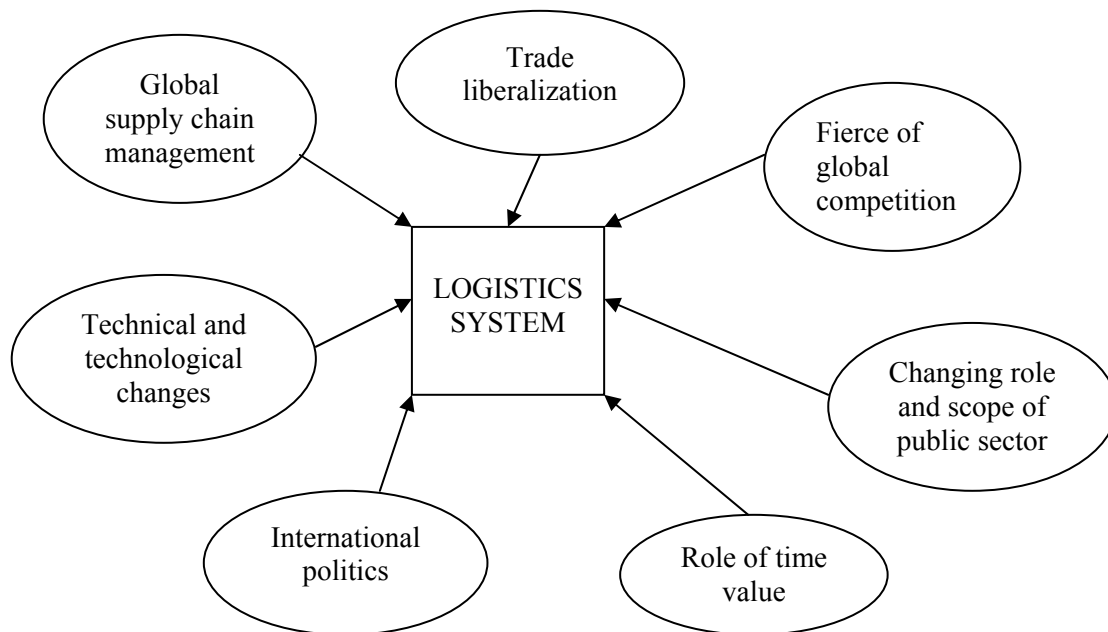 Trade
liberalization
Global
supply chain
management
Fierce of
global
competition
LOGISTICS
SYSTEM
Technical and
technological
changes
Changing role
and scope of
public sector
International
politics
Role of time
value